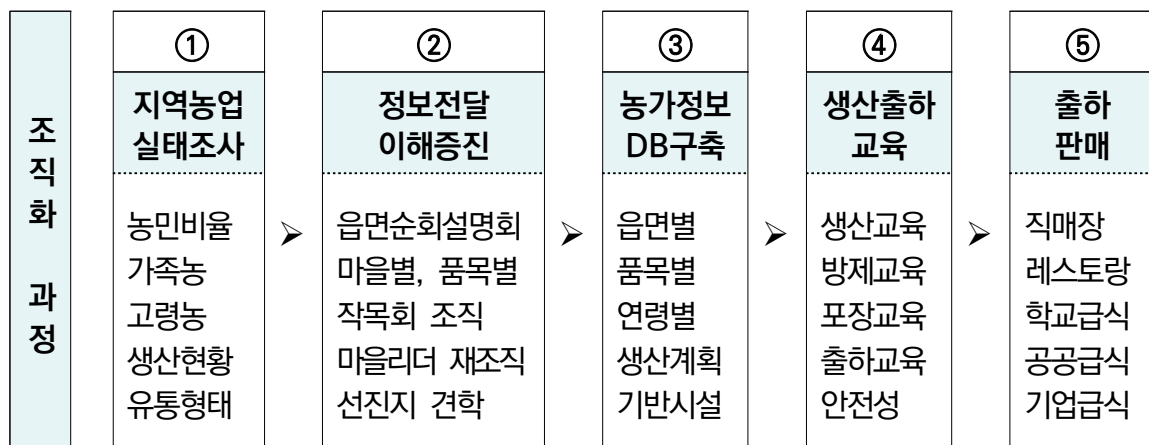 조직화 과정
①
지역농업
실태조사
농민비율
가족농
고령농
생산현황
유통형태
➢
②
정보전달
이해증진
읍면순회설명회
마을별, 품목별
작목회 조직
마을리더 재조직
선진지 견학
➢
③
농가정보
DB구축
읍면별
품목별
연령별
생산계획
기반시설
➢
④
생산출하
교육
생산교육
방제교육
포장교육
출하교육
안전성
➢
⑤
출하
판매
직매장
레스토랑
학교급식
공공급식
기업급식